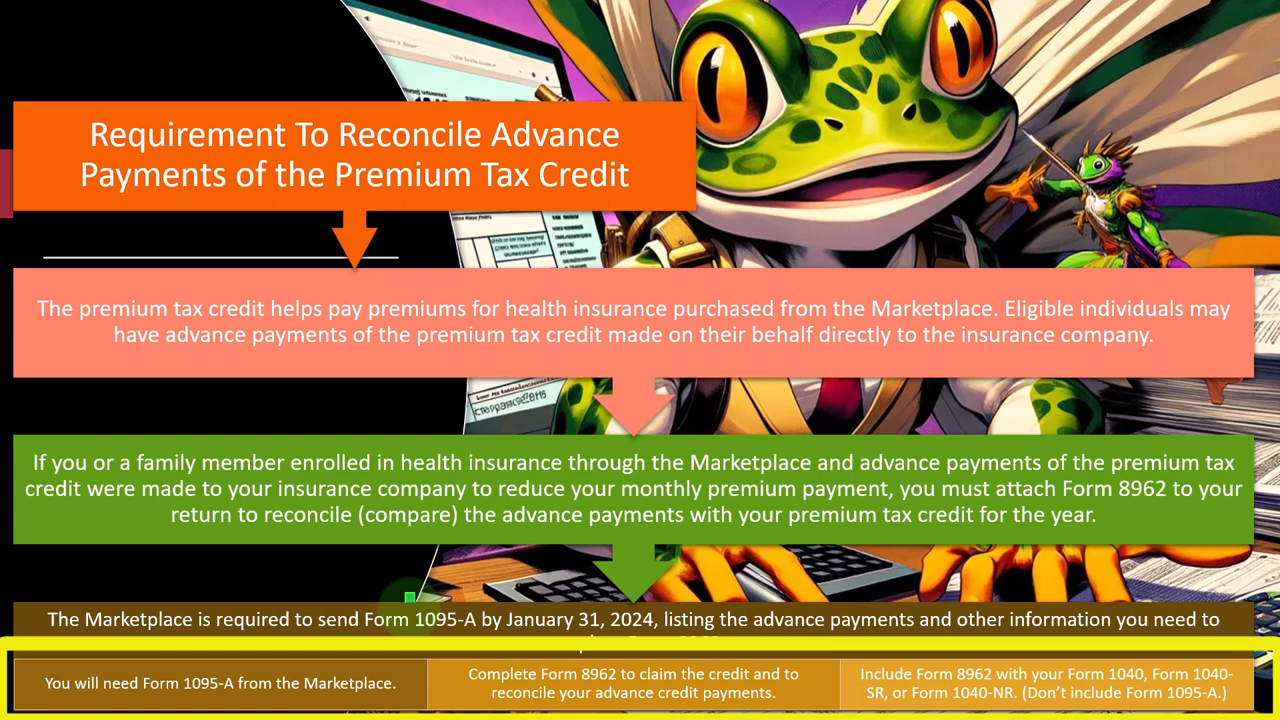 Requirement To Reconcile Advance
Payments of the Premium Tax Credit
The premium tax credit helps pay premiums for health insurance purchased from the Marketplace. Eligible individuals may
have advance payments of the premium tax credit made on their behalf directly to the insurance company.
If you or a family member enrolled in health insurance through the Marketplace and advance payments of the premium tax
credit were made to your insurance company to reduce your monthly premium payment, you must attach Form 8962 to your
return to reconcile (compare) the advance payments with your premium tax credit for the year.
The Marketplace is required to send Form 1095-A by January 31, 2024, listing the advance payments and other information you need to
You will need Form 1095-A from the Marketplace.
Complete Form 8962 to claim the credit and to
reconcile your advance credit payments.
Include Form 8962 with your Form 1040, Form 1040-
SR, or Form 1040-NR. (Don't include Form 1095-A.)